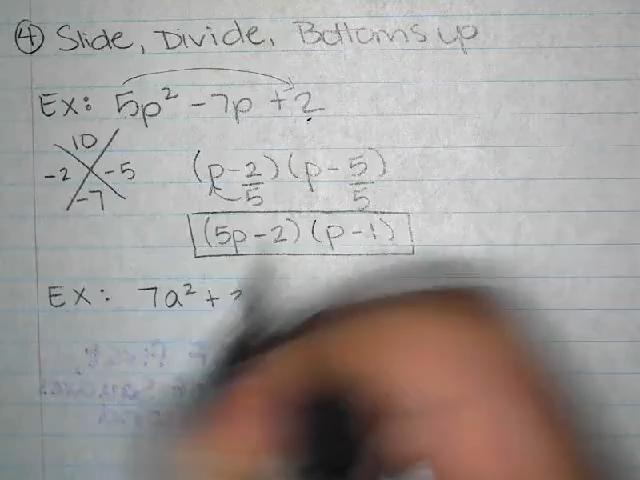 ④ Slide, Divide, Bottoms up
Ex: 5p² - 7p + 2
10
-2 -5
-7
(p - 2/5)(p - 5/5)
(5p - 2)(p - 1)
Ex: 7a² +